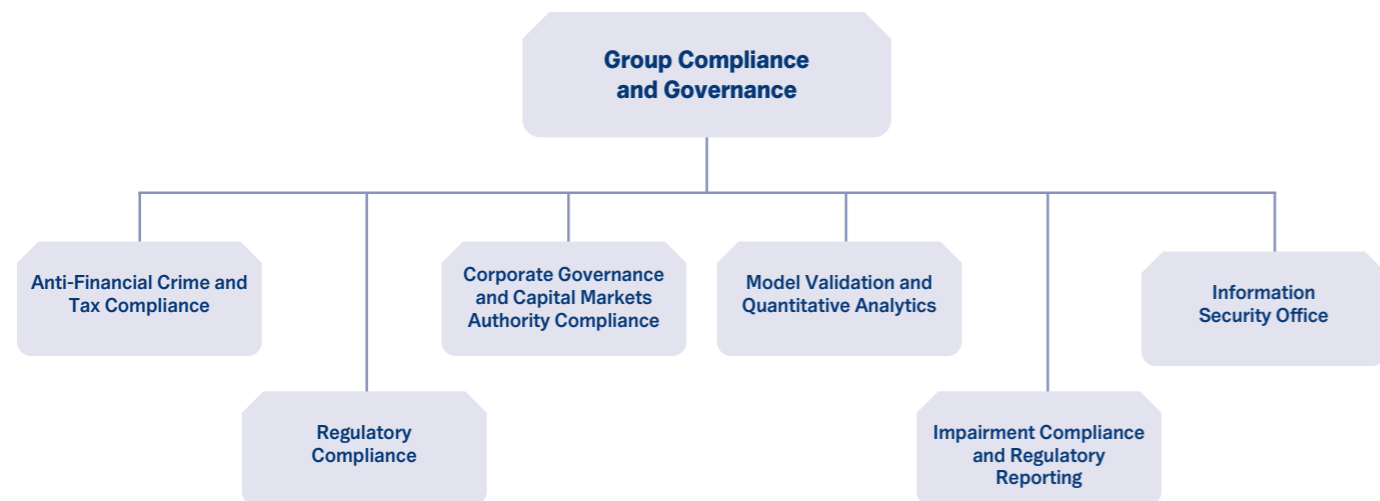 Group Compliance
and Governance
Anti-Financial Crime and
Tax Compliance
Corporate Governance
and Capital Markets
Authority Compliance
Model Validation and
Quantitative Analytics
Information
Security Office
Regulatory
Compliance
Impairment Compliance
and Regulatory
Reporting